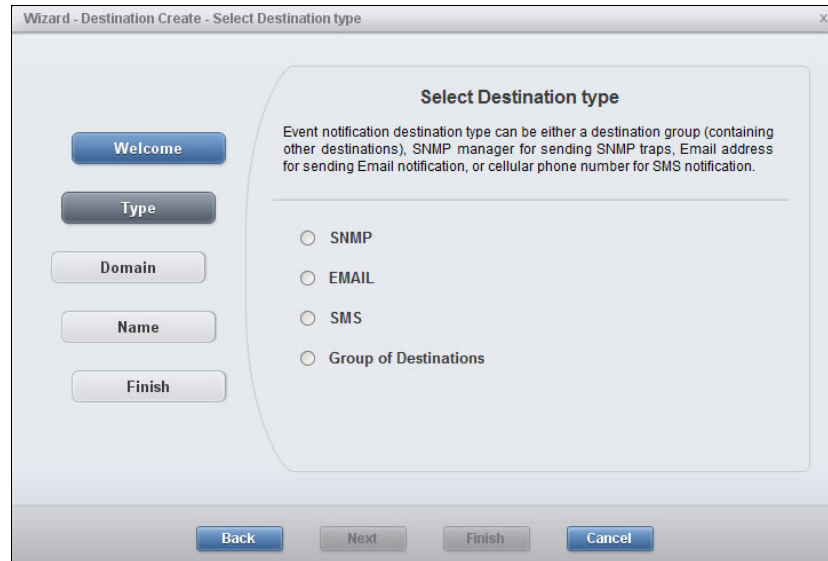 Wizard - Destination Create - Select Destination type
x
Select Destination type
Event notification destination type can be either a destination group (containing
other destinations), SNMP manager for sending SNMP traps, Email address
for sending Email notification, or cellular phone number for SMS notification.
Welcome
Type
Domain
Name
Finish
SNMP
EMAIL
SMS
Group of Destinations
Back
Next
Finish
Cancel